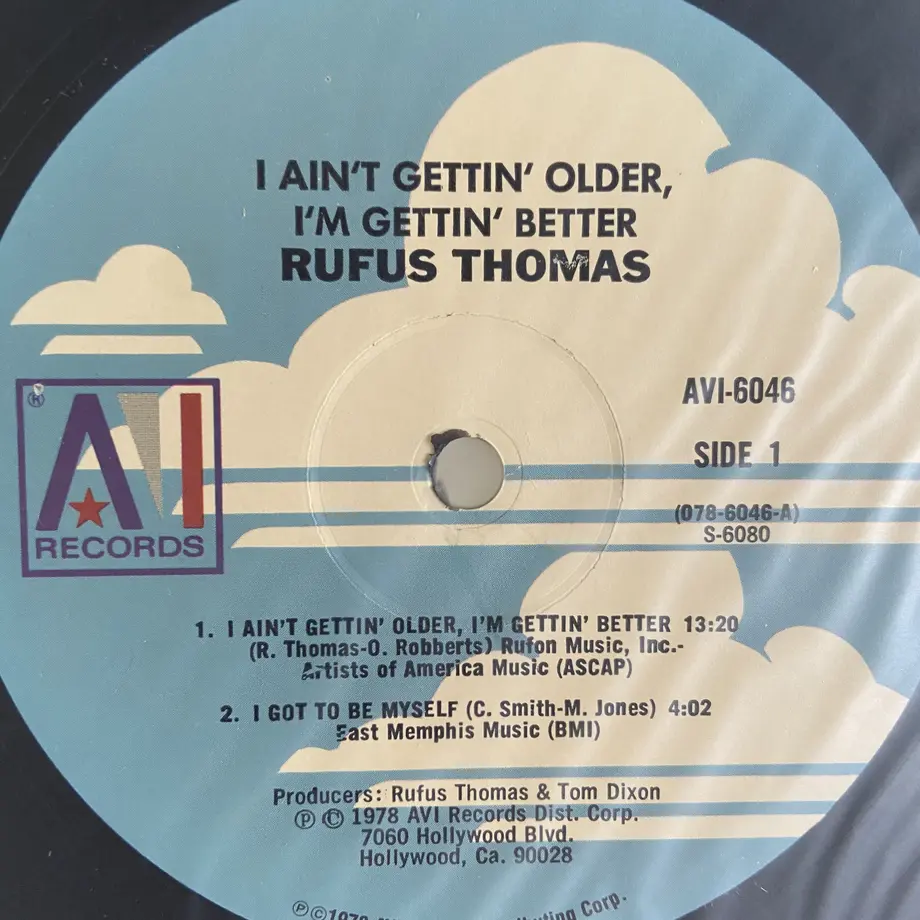 I AIN'T GETTIN' OLDER,
I'M GETTIN' BETTER
RUFUS THOMAS
® AVI
RECORDS
AVI-6046
SIDE 1
(078-6046-A)
S-6080
1. I AIN'T GETTIN' OLDER, I'M GETTIN' BETTER 13:20
(R. Thomas-O. Robberts) Rufon Music, Inc.-
Artists of America Music (ASCAP)
2. I GOT TO BE MYSELF (C. Smith-M. Jones) 4:02
East Memphis Music (BMI)
Producers: Rufus Thomas & Tom Dixon
℗ © 1978 AVI Records Dist. Corp.
7060 Hollywood Blvd.
Hollywood, Ca. 90028
℗©
Corp.